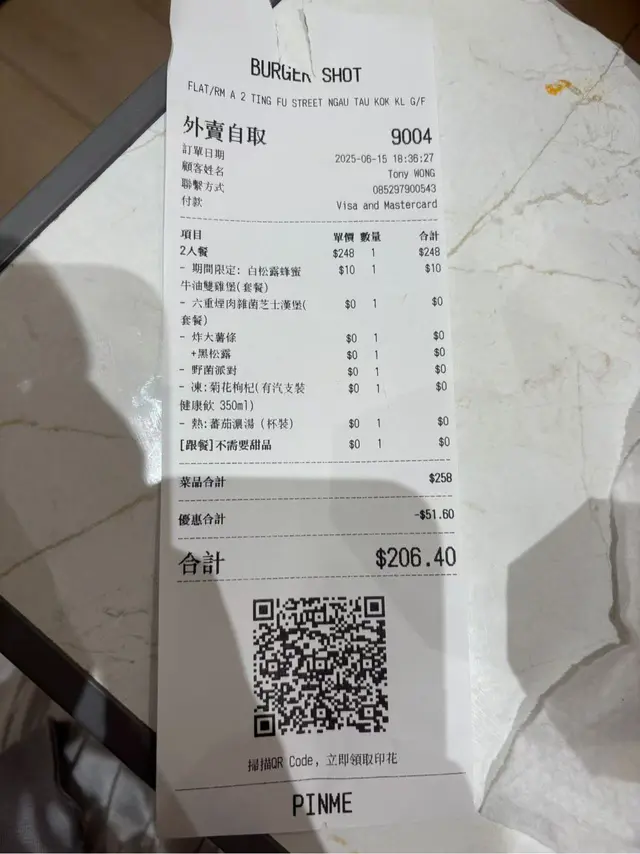 BURGER SHOT
FLAT/RM A 2 TING FU STREET NGAU TAU KOK KL G/F
外賣自取 9004
訂單日期 2025-06-15 18:36:27
顧客姓名 Tony WONG
聯繫方式 085297900543
付款 Visa and Mastercard
項目 單價 數量 合計
2人餐 $248 1 $248
- 期間限定: 白松露蜂蜜 $10 1 $10
牛油雙雞堡(套餐)
- 六重煙肉雜菌芝士漢堡( $0 1 $0
套餐)
- 炸大薯條 $0 1 $0
+黑松露 $0 1 $0
- 野菌派對 $0 1 $0
- 凍:菊花枸杞(有汽支裝 $0 1 $0
健康飲 350ml)
- 熱:蕃茄濃湯（杯裝） $0 1 $0
[跟餐]不需要甜品 $0 1 $0
菜品合計 $258
優惠合計 -$51.60
合計 $206.40
掃描QR Code，立即領取印花
PINME